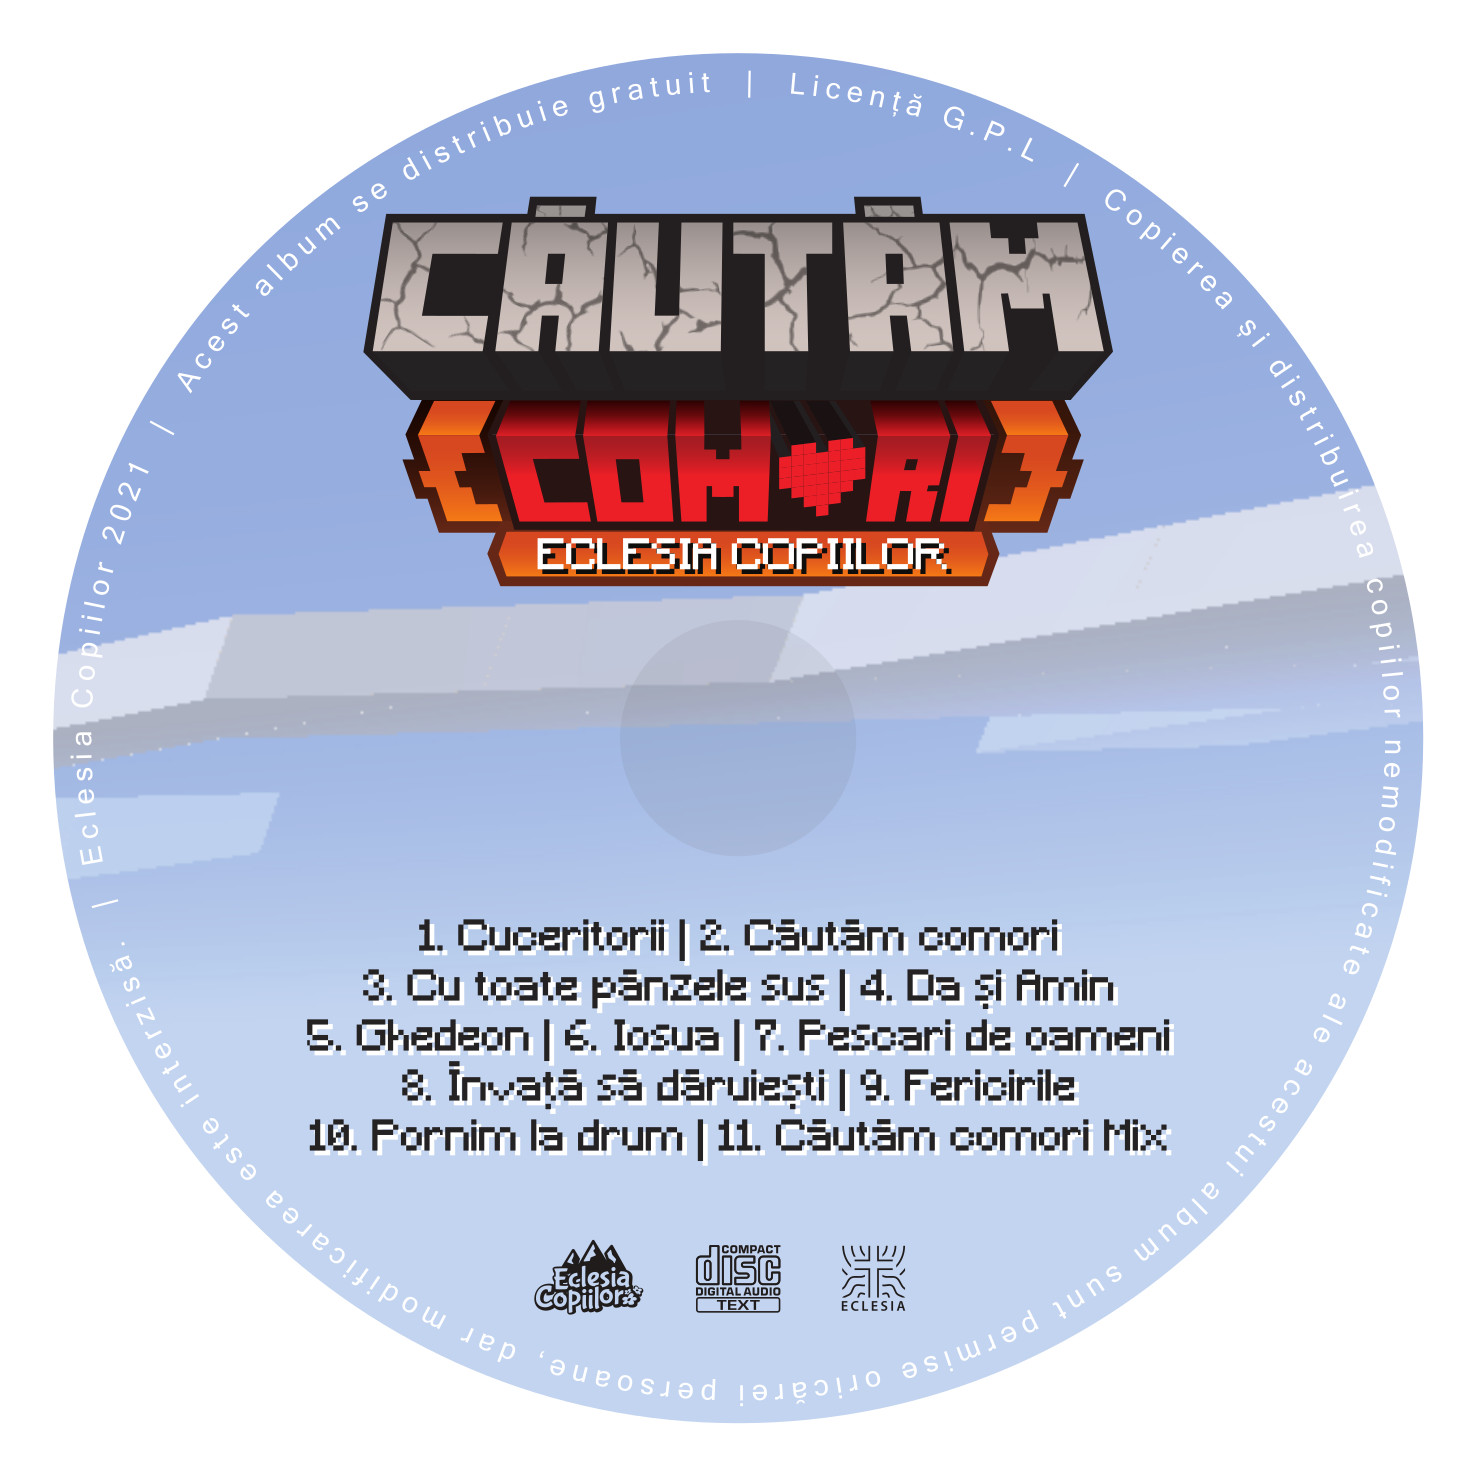 CĂUTĂM
COMORI
ECLESIA COPIILOR
1. Cuceritorii | 2. Căutăm comori
3. Cu toate pânzele sus | 4. Da și Amin
5. Ghedeon | 6. Iosua | 7. Pescari de oameni
8. Învață să dăruiești | 9. Fericirile
10. Pornim la drum | 11. Căutăm comori Mix
Eclesia Copiilor
COMPACT
disc
DIGITAL AUDIO
TEXT
ECLESIA
Eclesia Copiilor 2021 | Acest album se distribuie gratuit | Licență G.P.L | Copierea și distribuirea copiilor nemodificate ale acestui album sunt permise oricărei persoane, dar modificarea este interzisă. |